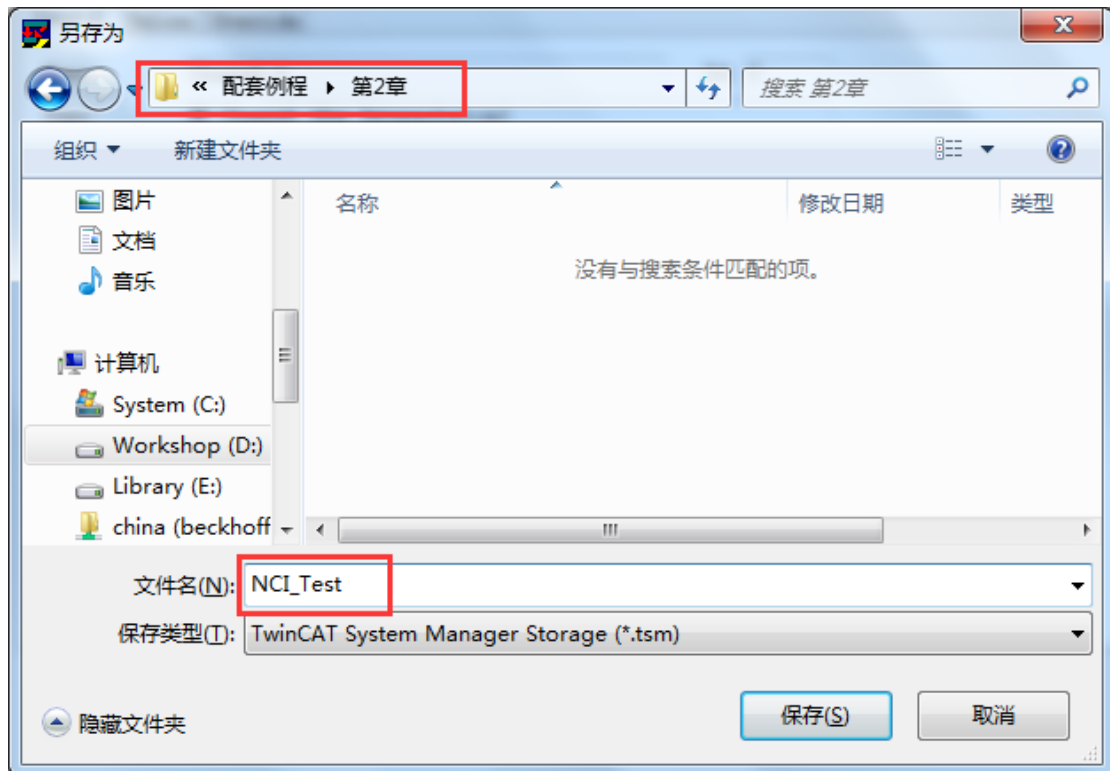 另存为
« 配套例程 ▸ 第2章
搜索 第2章
组织 新建文件夹
名称 修改日期 类型
没有与搜索条件匹配的项。
图片
文档
音乐
计算机
System (C:)
Workshop (D:)
Library (E:)
china (beckhoff
文件名(N): NCI_Test
保存类型(T): TwinCAT System Manager Storage (*.tsm)
隐藏文件夹 保存(S) 取消